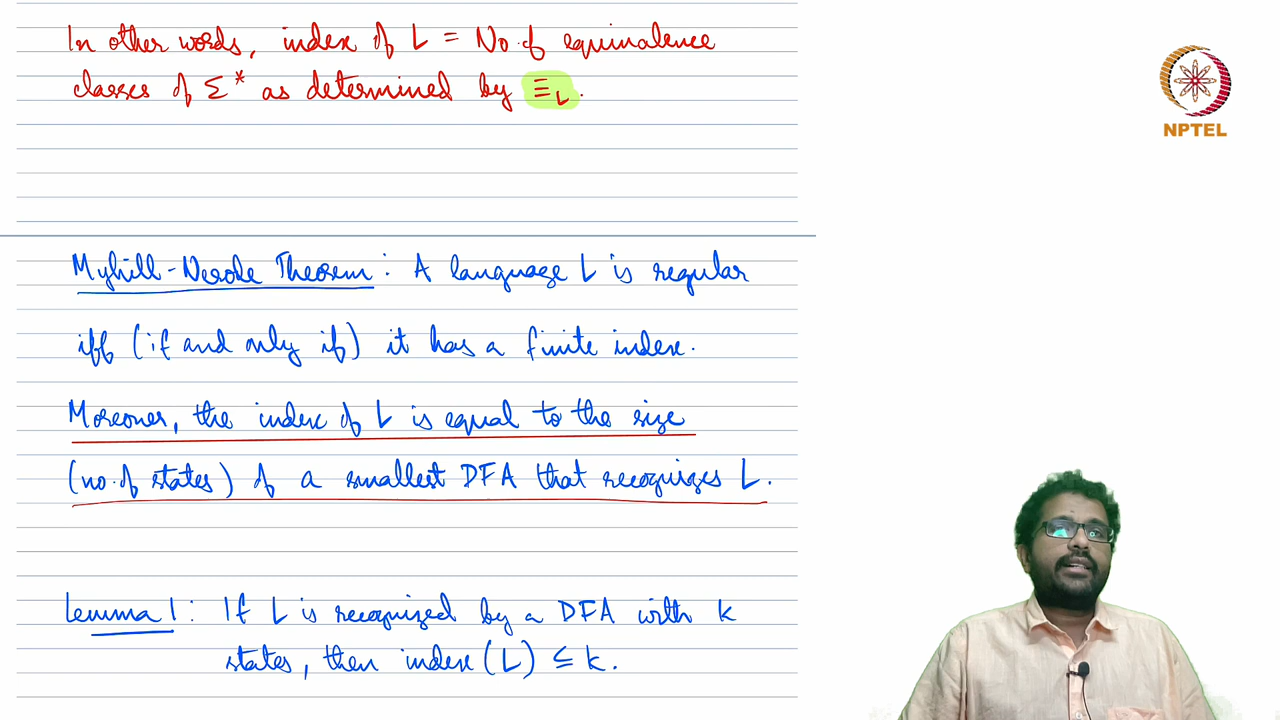 In other words, index of L = No. of equivalence
classes of Σ* as determined by ≡L.
NPTEL
Myhill-Nerode Theorem: A language L is regular
iff (if and only if) it has a finite index.
Moreover, the index of L is equal to the size
(no. of states) of a smallest DFA that recognizes L.
Lemma 1: If L is recognized by a DFA with k
states, then index (L) ≤ k.